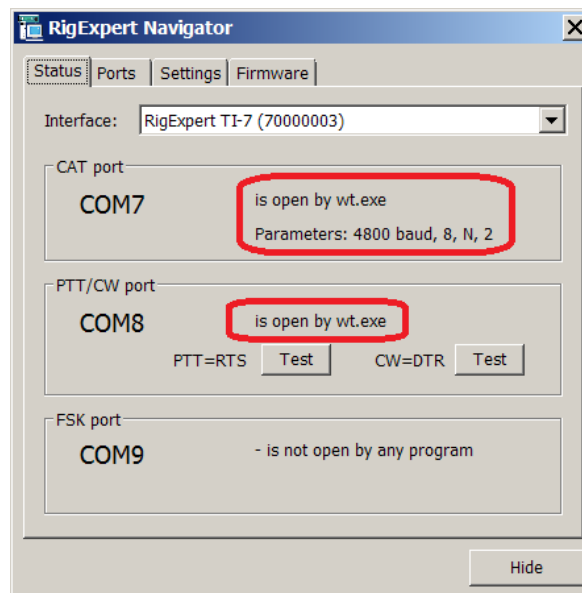 RigExpert Navigator
Status Ports Settings Firmware
Interface: RigExpert TI-7 (70000003)
CAT port
COM7 is open by wt.exe
Parameters: 4800 baud, 8, N, 2
PTT/CW port
COM8 is open by wt.exe
PTT=RTS Test CW=DTR Test
FSK port
COM9 - is not open by any program
Hide